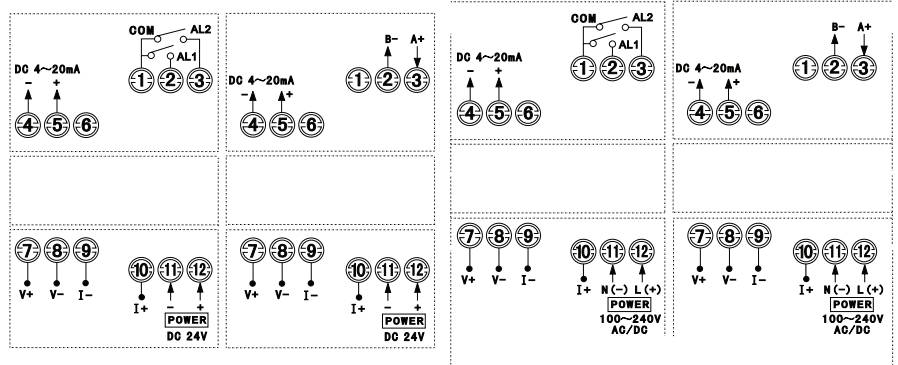 COM AL2
AL1
DC 4～20mA
- +
1 2 3
4 5 6
7 8 9
V+ V- I-
10 11 12
I+ - +
POWER
DC 24V
B- A+
DC 4～20mA
- +
1 2 3
4 5 6
7 8 9
V+ V- I-
10 11 12
I+ - +
POWER
DC 24V
COM AL2
AL1
DC 4～20mA
- +
1 2 3
4 5 6
7 8 9
V+ V- I-
10 11 12
I+ N(-) L(+)
POWER
100～240V
AC/DC
B- A+
DC 4～20mA
- +
1 2 3
4 5 6
7 8 9
V+ V- I-
10 11 12
I+ N(-) L(+)
POWER
100～240V
AC/DC